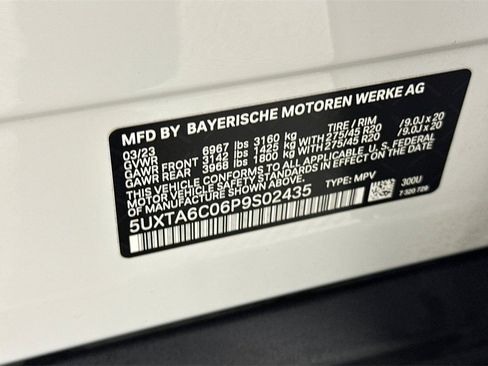 MFD BY BAYERISCHE MOTOREN WERKE AG
03/23 TIRE / RIM
GVWR 6967 lbs 3160 kg
GAWR FRONT 3142 lbs 1425 kg WITH 275/45 R20 /9.0J x 20
GAWR REAR 3968 lbs 1800 kg WITH 275/45 R20 /9.0J x 20
THIS VEHICLE CONFORMS TO ALL APPLICABLE U.S. FEDERAL
MOTOR VEHICLE SAFETY STANDARDS IN EFFECT ON THE DATE
OF MANUFACTURE SHOWN ABOVE.
5UXTA6C06P9S02435 TYPE: MPV 300U
7 320 729